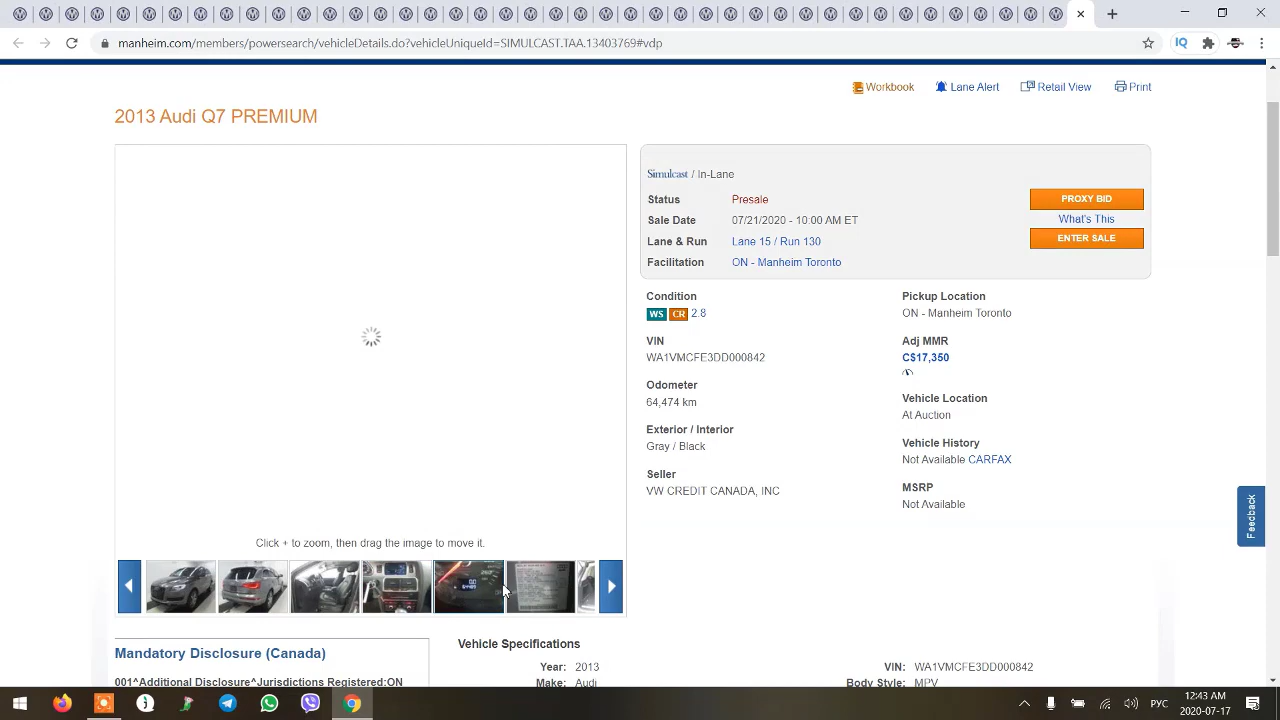 manheim.com/members/powersearch/vehicleDetails.do?vehicleUniqueId=SIMULCAST.TAA.13403769#vdp
IQ
Workbook
Lane Alert
Retail View
Print
2013 Audi Q7 PREMIUM
Simulcast / In-Lane
Status Presale
PROXY BID
What's This
Sale Date 07/21/2020 - 10:00 AM ET
ENTER SALE
Lane & Run Lane 15 / Run 130
Facilitation ON - Manheim Toronto
Condition
WS CR 2.8
Pickup Location
ON - Manheim Toronto
VIN
WA1VMCFE3DD000842
Adj MMR
C$17,350
Odometer
64,474 km
Vehicle Location
At Auction
Exterior / Interior
Gray / Black
Vehicle History
Not Available CARFAX
Seller
VW CREDIT CANADA, INC
MSRP
Not Available
Feedback
Click + to zoom, then drag the image to move it.
Mandatory Disclosure (Canada)
001^Additional Disclosure^Jurisdictions Registered:ON
Vehicle Specifications
Year: 2013
VIN: WA1VMCFE3DD000842
Make: Audi
Body Style: MPV
РУС
12:43 AM
2020-07-17